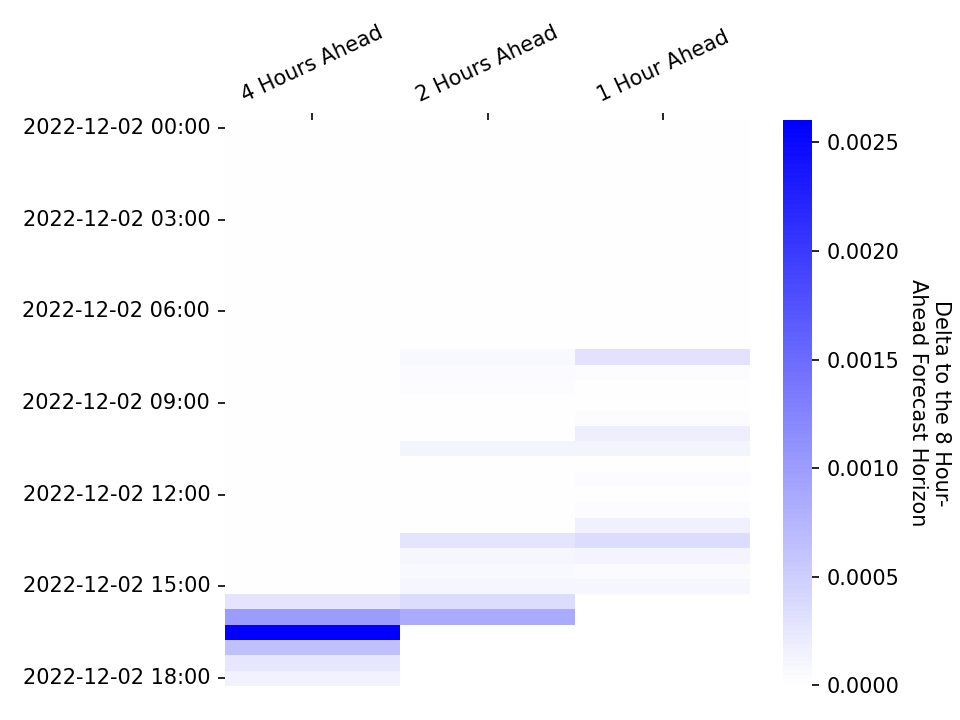 4 Hours Ahead
2 Hours Ahead
1 Hour Ahead
2022-12-02 00:00
2022-12-02 03:00
2022-12-02 06:00
2022-12-02 09:00
2022-12-02 12:00
2022-12-02 15:00
2022-12-02 18:00
0.0025
0.0020
0.0015
0.0010
0.0005
0.0000
Delta to the 8 Hour-
Ahead Forecast Horizon